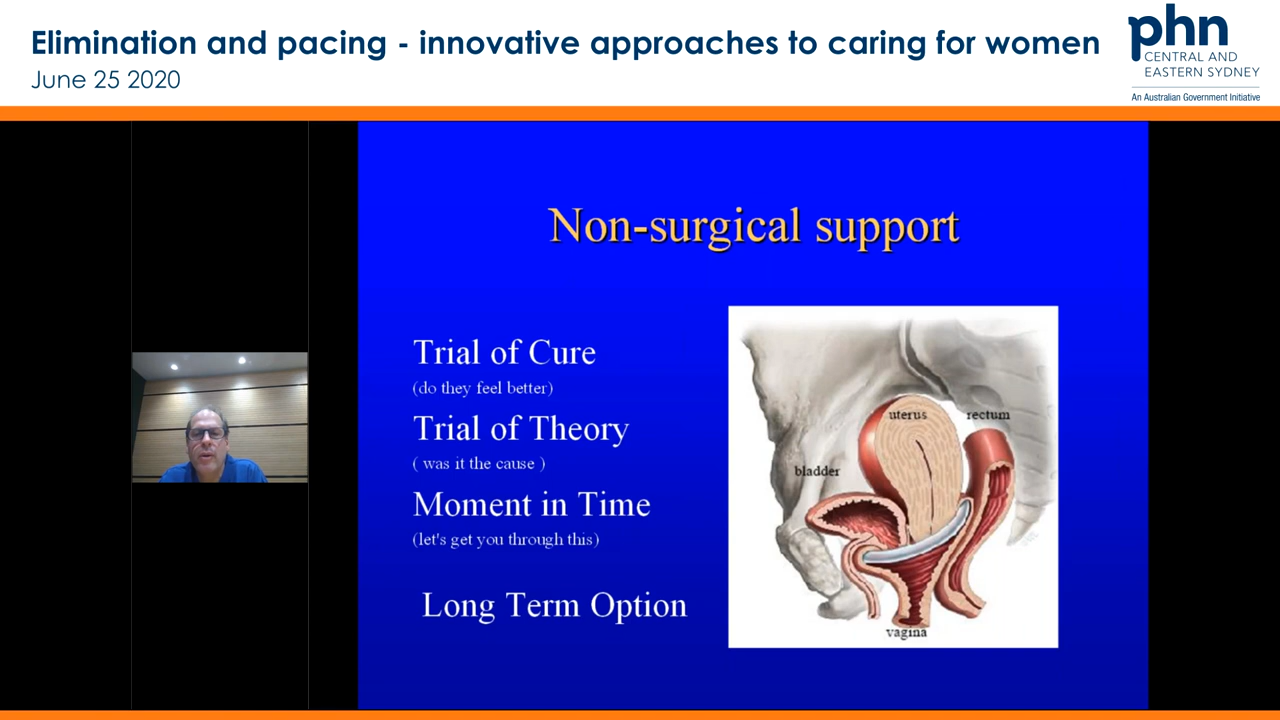 Elimination and pacing - innovative approaches to caring for women
June 25 2020
phn
CENTRAL AND
EASTERN SYDNEY
An Australian Government Initiative
Non-surgical support
Trial of Cure
(do they feel better)
Trial of Theory
( was it the cause )
Moment in Time
(let's get you through this)
Long Term Option
uterus
rectum
bladder
vagina